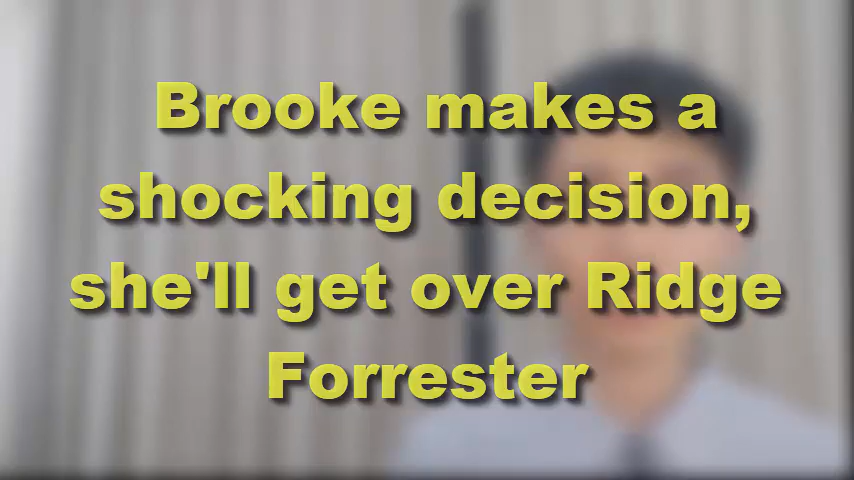 Brooke makes a
shocking decision,
she'll get over Ridge
Forrester